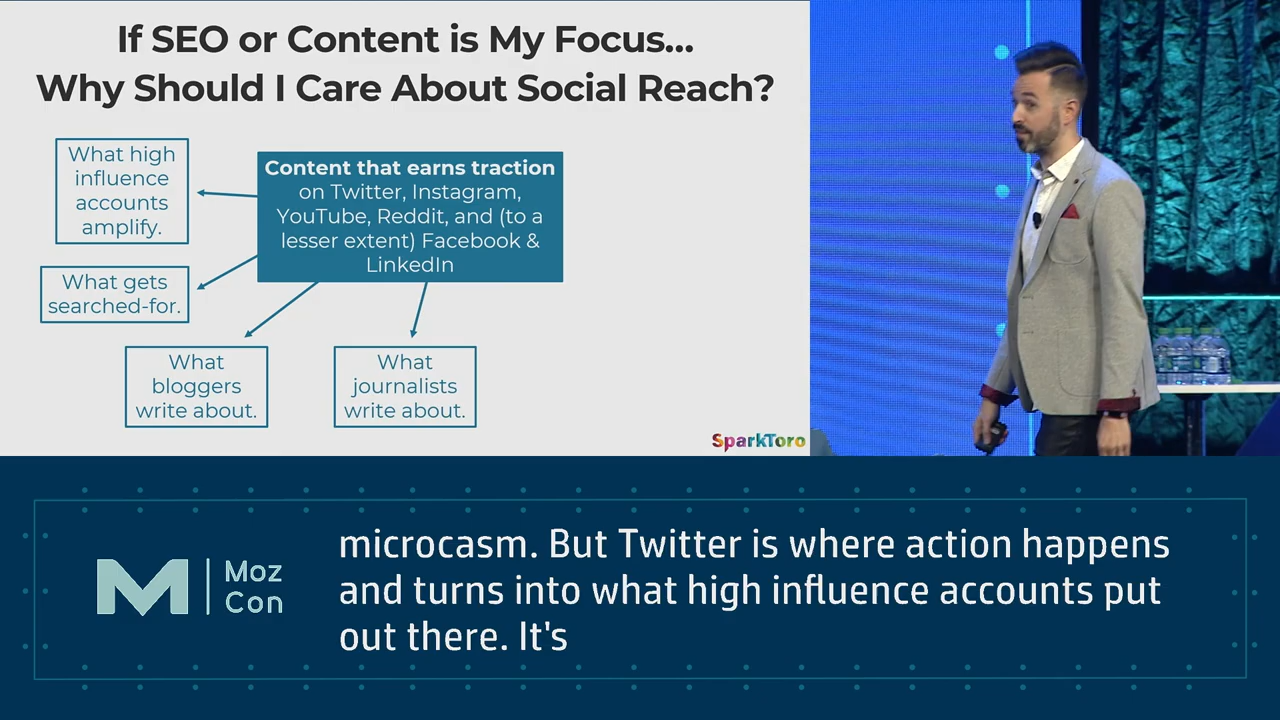 If SEO or Content is My Focus...
Why Should I Care About Social Reach?
What high
influence
accounts
amplify.
Content that earns traction
on Twitter, Instagram,
YouTube, Reddit, and (to a
lesser extent) Facebook &
LinkedIn
What gets
searched-for.
What
bloggers
write about.
What
journalists
write about.
SparkToro
M
Moz
Con
microcasm. But Twitter is where action happens
and turns into what high influence accounts put
out there. It's